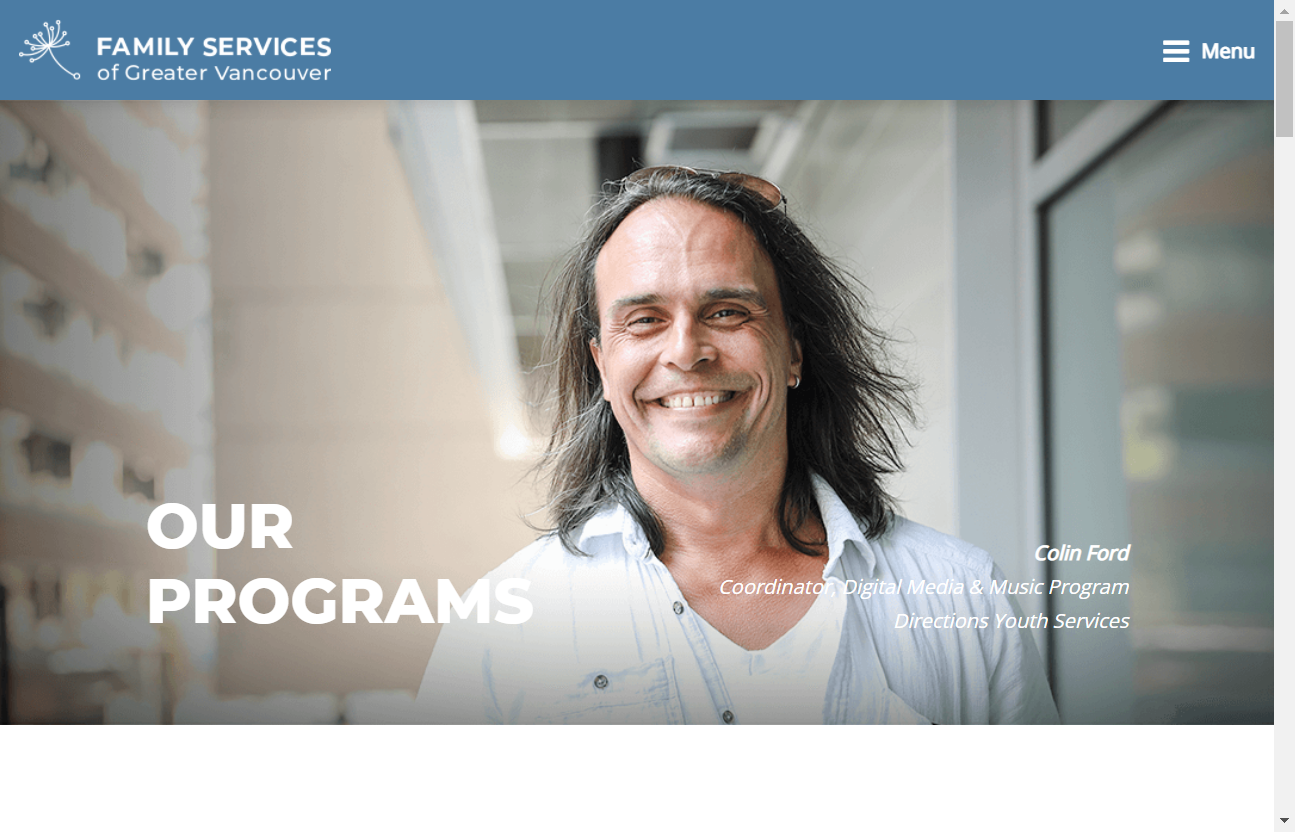 FAMILY SERVICES
of Greater Vancouver
Menu
OUR
PROGRAMS
Colin Ford
Coordinator, Digital Media & Music Program
Directions Youth Services